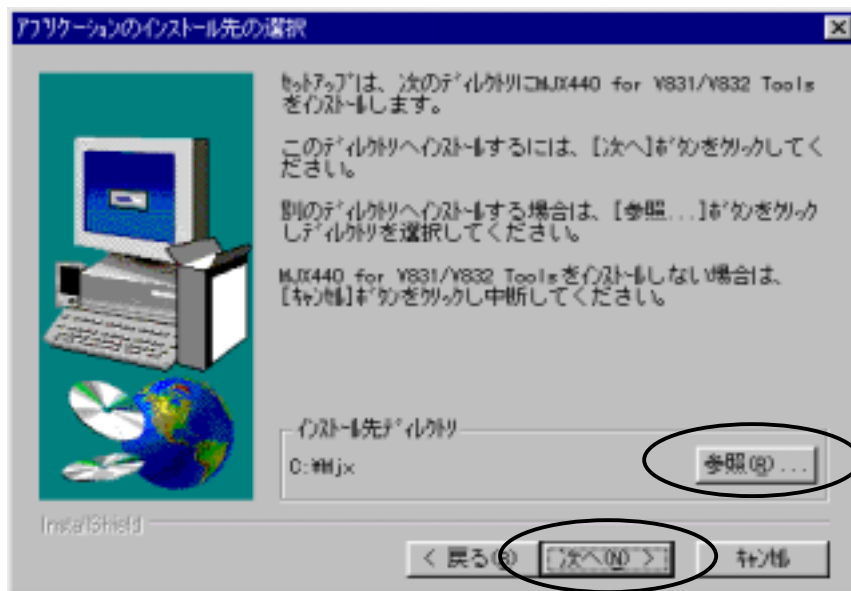 アプリケーションのインストール先の選択
ｾｯﾄｱｯﾌﾟは、次のﾃﾞｨﾚｸﾄﾘにMJX440 for V831/V832 Tools
をｲﾝｽﾄｰﾙします。
このﾃﾞｨﾚｸﾄﾘへｲﾝｽﾄｰﾙするには、[次へ]ﾎﾞﾀﾝをｸﾘｯｸしてく
ださい。
別のﾃﾞｨﾚｸﾄﾘへｲﾝｽﾄｰﾙする場合は、[参照...]ﾎﾞﾀﾝをｸﾘｯｸ
しﾃﾞｨﾚｸﾄﾘを選択してください。
MJX440 for V831/V832 Toolsをｲﾝｽﾄｰﾙしない場合は、
[ｷｬﾝｾﾙ]ﾎﾞﾀﾝをｸﾘｯｸし中断してください。
ｲﾝｽﾄｰﾙ先ﾃﾞｨﾚｸﾄﾘ
C:¥Mjx
参照(R)...
InstallShield
< 戻る(B)
次へ(N) >
ｷｬﾝｾﾙ